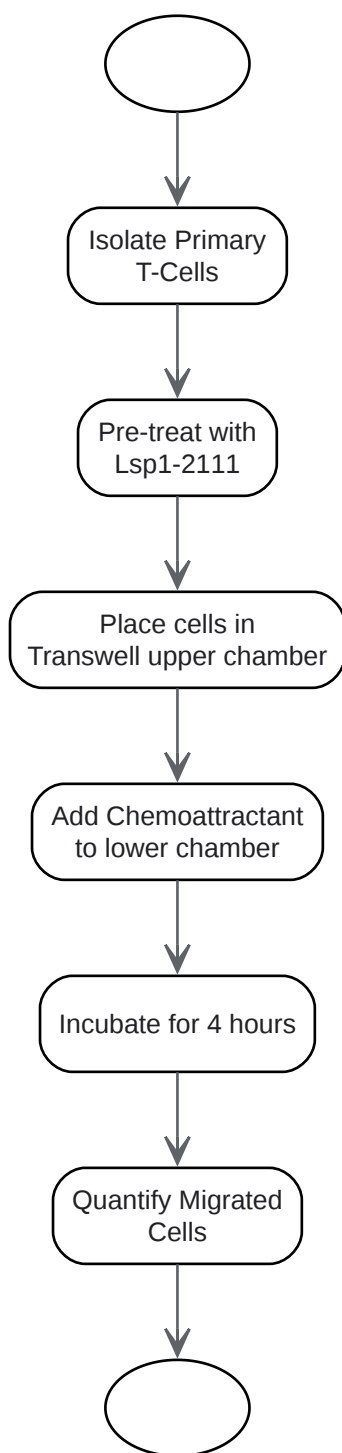 Isolate Primary
T-Cells
Pre-treat with
Lsp1-2111
Place cells in
Transwell upper chamber
Add Chemoattractant
to lower chamber
Incubate for 4 hours
Quantify Migrated
Cells